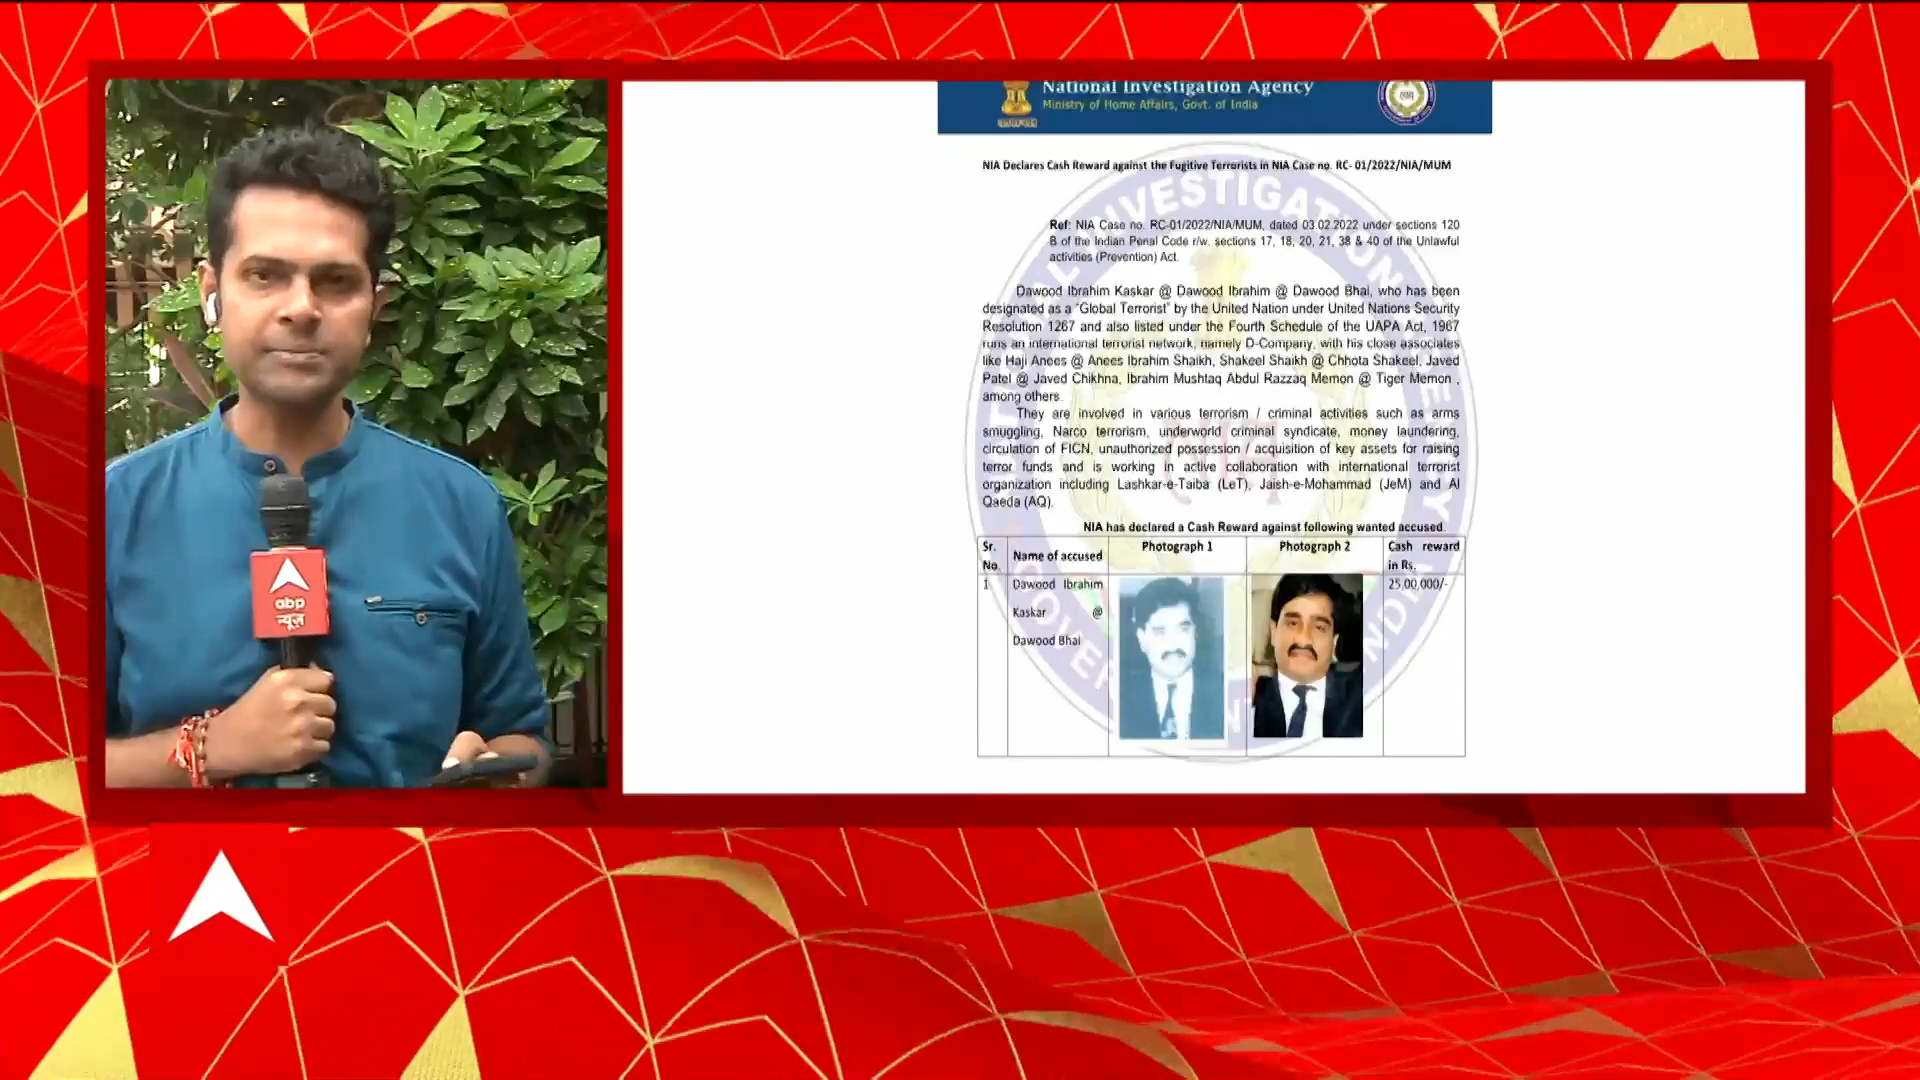 National Investigation Agency
Ministry of Home Affairs, Govt. of India
NIA Declares Cash Reward against the Fugitive Terrorists in NIA Case no. RC- 01/2022/NIA/MUM
Ref: NIA Case no. RC-01/2022/NIA/MUM, dated 03.02.2022 under sections 120
B of the Indian Penal Code r/w. sections 17, 18, 20, 21, 38 & 40 of the Unlawful
activities (Prevention) Act.
Dawood Ibrahim Kaskar @ Dawood Ibrahim @ Dawood Bhai, who has been
designated as a "Global Terrorist" by the United Nation under United Nations Security
Resolution 1267 and also listed under the Fourth Schedule of the UAPA Act, 1967
runs an international terrorist network, namely D-Company, with his close associates
like Haji Anees @ Anees Ibrahim Shaikh, Shakeel Shaikh @ Chhota Shakeel, Javed
Patel @ Javed Chikhna, Ibrahim Mushtaq Abdul Razzaq Memon @ Tiger Memon ,
among others.
They are involved in various terrorism / criminal activities such as arms
smuggling, Narco terrorism, underworld criminal syndicate, money laundering,
circulation of FICN, unauthorized possession / acquisition of key assets for raising
terror funds and is working in active collaboration with international terrorist
organization including Lashkar-e-Taiba (LeT), Jaish-e-Mohammad (JeM) and Al
Qaeda (AQ).
NIA has declared a Cash Reward against following wanted accused.
Sr. No. Name of accused Photograph 1 Photograph 2 Cash reward in Rs.
1 Dawood Ibrahim Kaskar @ Dawood Bhai 25,00,000/-
abp
न्यूज़